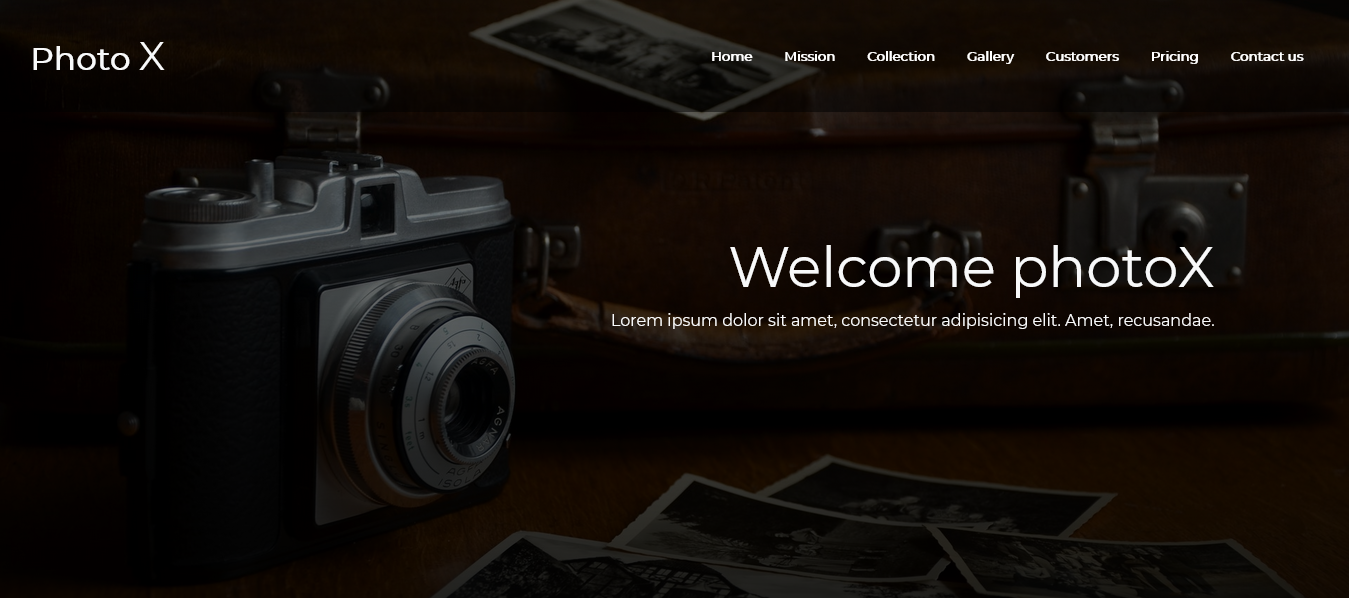 Photo X
Home Mission Collection Gallery Customers Pricing Contact us
Welcome photoX
Lorem ipsum dolor sit amet, consectetur adipisicing elit. Amet, recusandae.